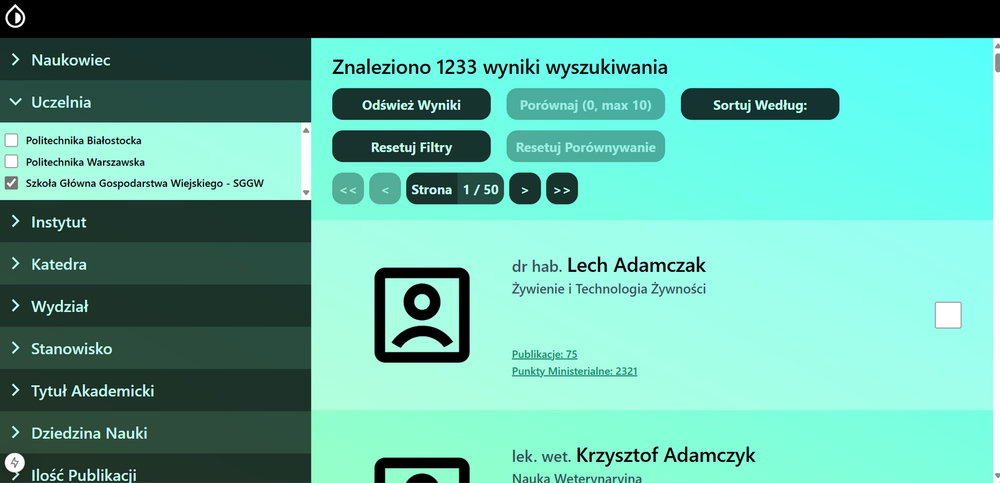 Naukowiec
Uczelnia
Politechnika Białostocka
Politechnika Warszawska
Szkoła Główna Gospodarstwa Wiejskiego - SGGW
Instytut
Katedra
Wydział
Stanowisko
Tytuł Akademicki
Dziedzina Nauki
Ilość Publikacji
Znaleziono 1233 wyniki wyszukiwania
Odśwież Wyniki
Porównaj (0, max 10)
Sortuj Według:
Resetuj Filtry
Resetuj Porównywanie
<< < Strona 1 / 50 > >>
dr hab. Lech Adamczak
Żywienie i Technologia Żywności
Publikacje: 75
Punkty Ministerialne: 2321
lek. wet. Krzysztof Adamczyk
Nauka Weterynaryjna